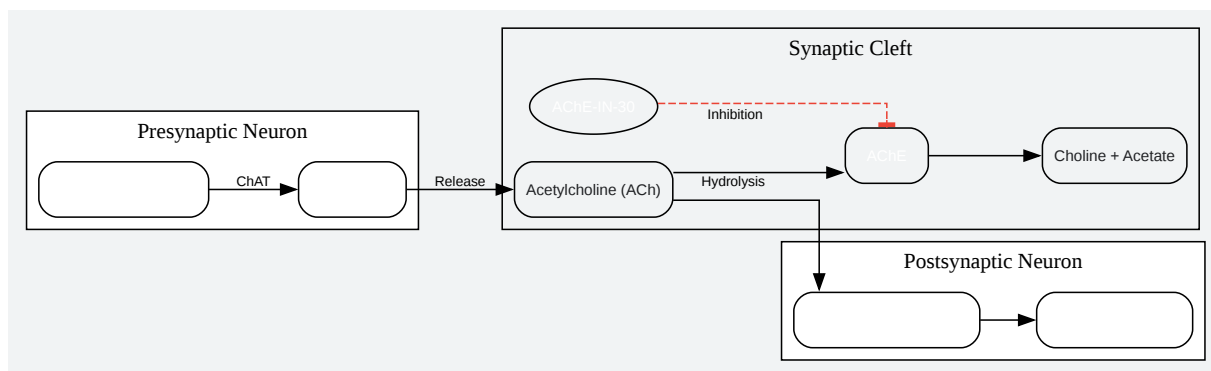 Synaptic Cleft
AChE-IN-30
Inhibition
Presynaptic Neuron
ChAT
Release
Acetylcholine (ACh)
Hydrolysis
AChE
Choline + Acetate
Postsynaptic Neuron